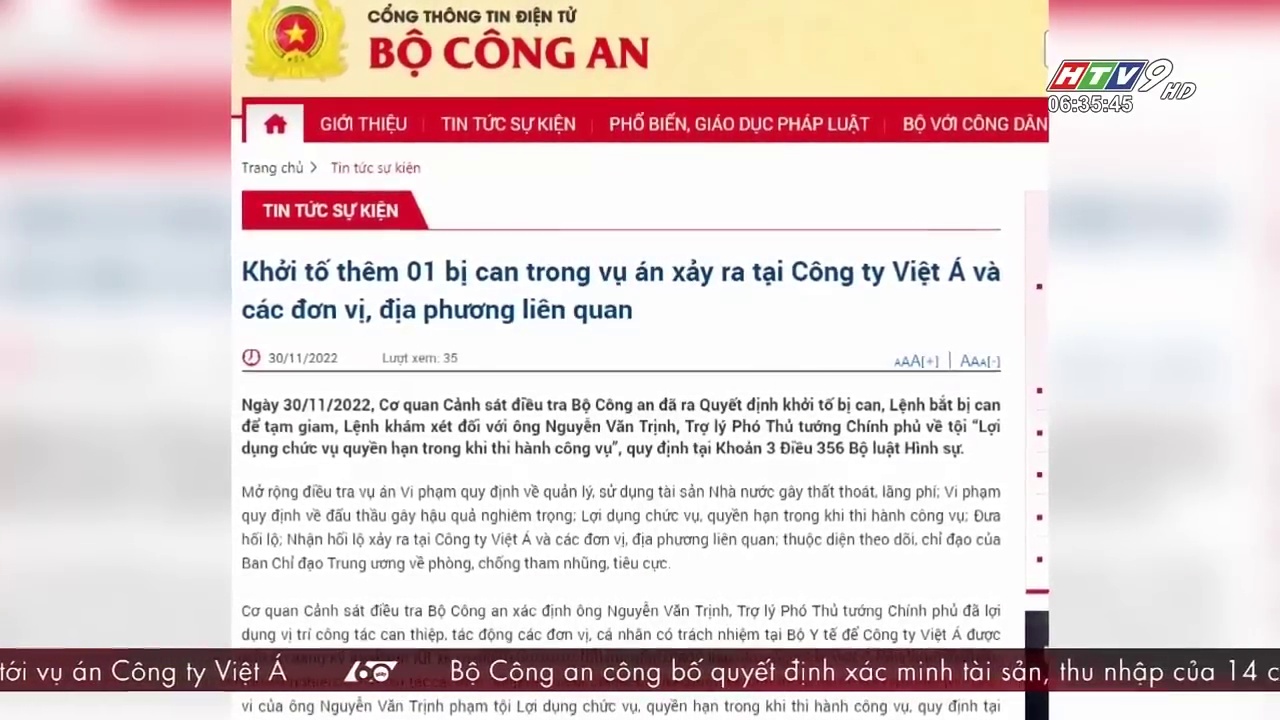 CỔNG THÔNG TIN ĐIỆN TỬ
BỘ CÔNG AN
HTV9 HD
06:35:45
GIỚI THIỆU
TIN TỨC SỰ KIỆN
PHỔ BIẾN, GIÁO DỤC PHÁP LUẬT
BỘ VỚI CÔNG DÂN
Trang chủ > Tin tức sự kiện
TIN TỨC SỰ KIỆN
Khởi tố thêm 01 bị can trong vụ án xảy ra tại Công ty Việt Á và
các đơn vị, địa phương liên quan
30/11/2022 Lượt xem: 35
AAA[+] | AAA[-]
Ngày 30/11/2022, Cơ quan Cảnh sát điều tra Bộ Công an đã ra Quyết định khởi tố bị can, Lệnh bắt bị can
để tạm giam, Lệnh khám xét đối với ông Nguyễn Văn Trịnh, Trợ lý Phó Thủ tướng Chính phủ về tội “Lợi
dụng chức vụ quyền hạn trong khi thi hành công vụ”, quy định tại Khoản 3 Điều 356 Bộ luật Hình sự.
Mở rộng điều tra vụ án Vi phạm quy định về quản lý, sử dụng tài sản Nhà nước gây thất thoát, lãng phí; Vi phạm
quy định về đấu thầu gây hậu quả nghiêm trọng; Lợi dụng chức vụ, quyền hạn trong khi thi hành công vụ; Đưa
hối lộ; Nhận hối lộ xảy ra tại Công ty Việt Á và các đơn vị, địa phương liên quan; thuộc diện theo dõi, chỉ đạo của
Ban Chỉ đạo Trung ương về phòng, chống tham nhũng, tiêu cực.
Cơ quan Cảnh sát điều tra Bộ Công an xác định ông Nguyễn Văn Trịnh, Trợ lý Phó Thủ tướng Chính phủ đã lợi
dụng vị trí công tác can thiệp, tác động các đơn vị, cá nhân có trách nhiệm tại Bộ Y tế để Công ty Việt Á được
tới vụ án Công ty Việt Á 60 giây Bộ Công an công bố quyết định xác minh tài sản, thu nhập của 14 c
vi của ông Nguyễn Văn Trịnh phạm tội Lợi dụng chức vụ, quyền hạn trong khi thi hành công vụ, quy định tại